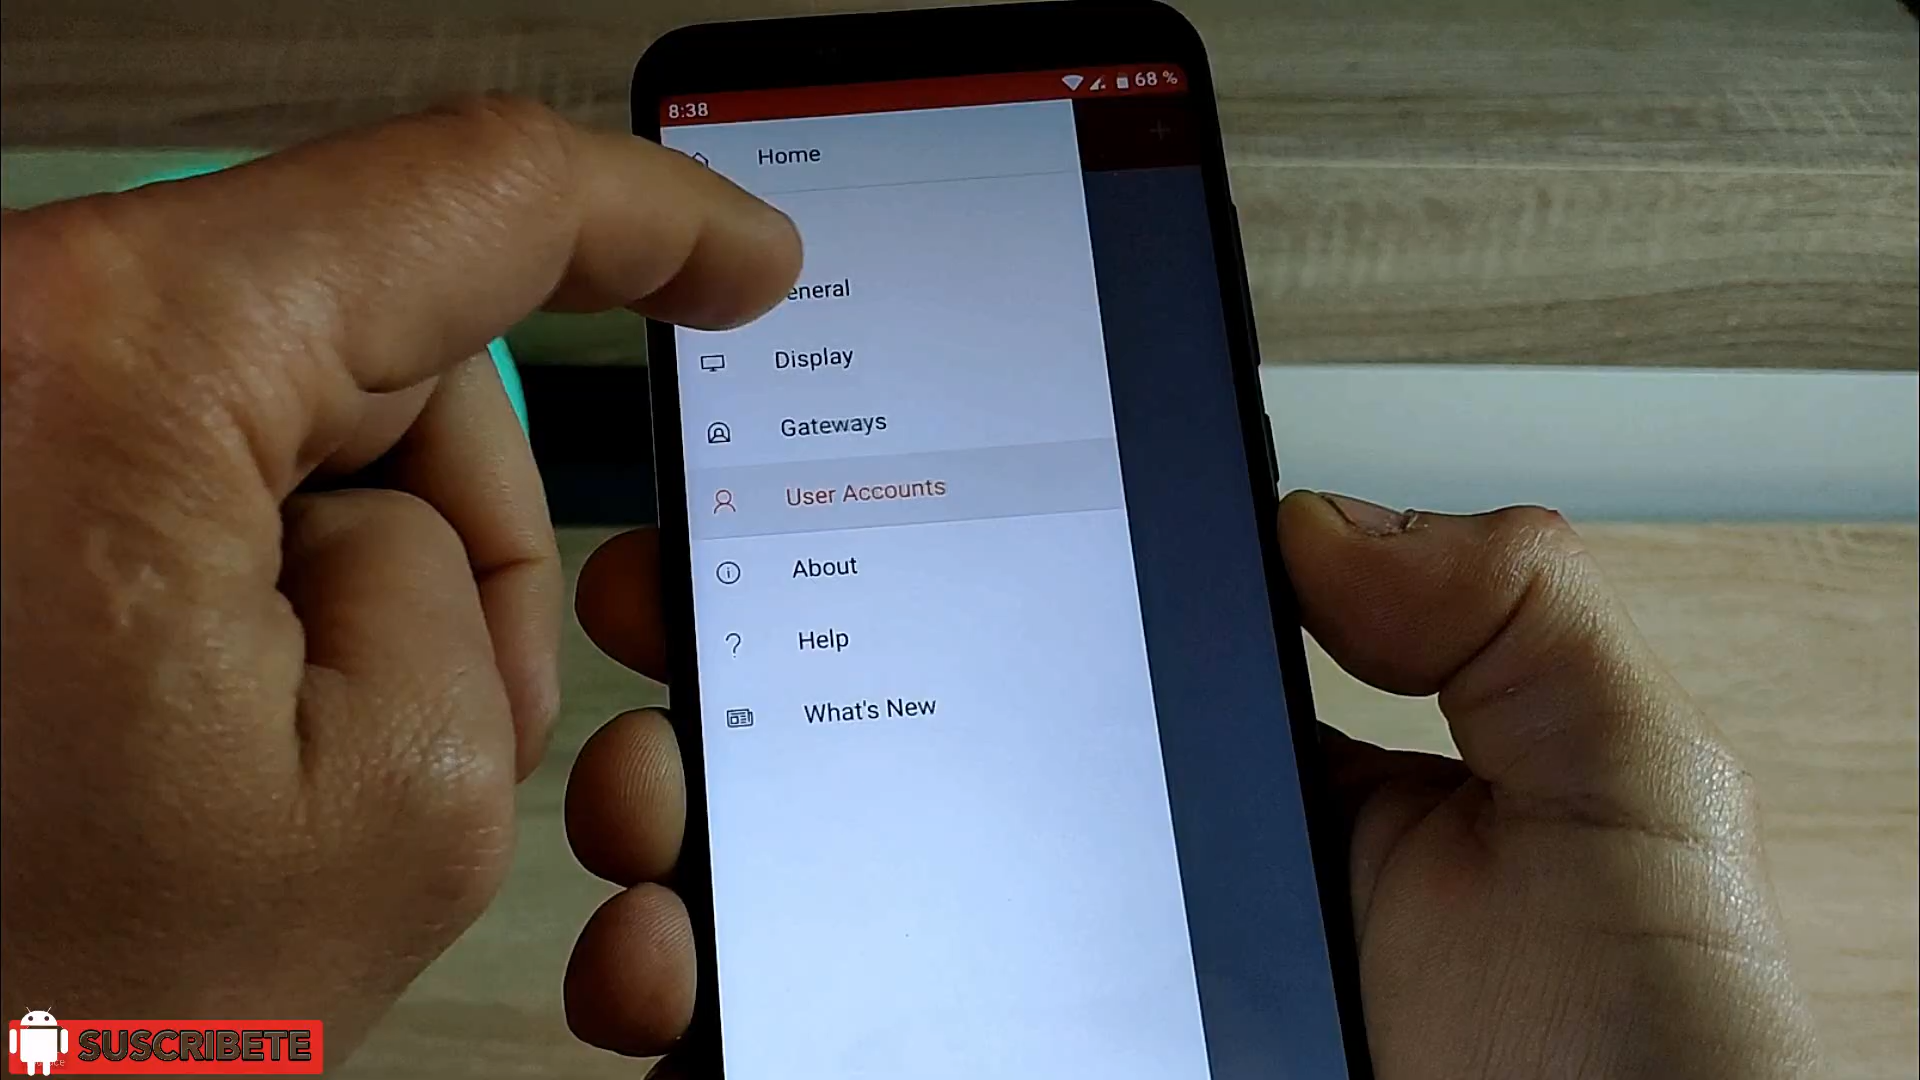 8:38
68 %
Home
eneral
Display
Gateways
User Accounts
About
Help
What's New
SUSCRIBETE